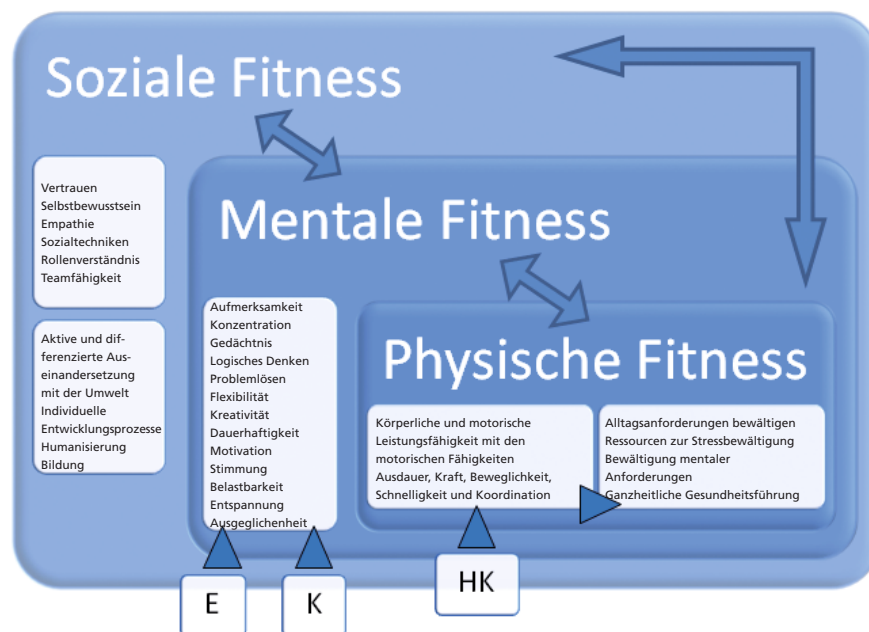 Soziale Fitness
Vertrauen
Selbstbewusstsein
Empathie
Sozialtechniken
Rollenverständnis
Teamfähigkeit
Aktive und dif-
ferenzierte Aus-
einandersetzung
mit der Umwelt
Individuelle
Entwicklungsprozesse
Humanisierung
Bildung
Mentale Fitness
Aufmerksamkeit
Konzentration
Gedächtnis
Logisches Denken
Problemlösen
Flexibilität
Kreativität
Dauerhaftigkeit
Motivation
Stimmung
Belastbarkeit
Entspannung
Ausgeglichenheit
Physische Fitness
Körperliche und motorische
Leistungsfähigkeit mit den
motorischen Fähigkeiten
Ausdauer, Kraft, Beweglichkeit,
Schnelligkeit und Koordination
Alltagsanforderungen bewältigen
Ressourcen zur Stressbewältigung
Bewältigung mentaler
Anforderungen
Ganzheitliche Gesundheitsführung
E
K
HK